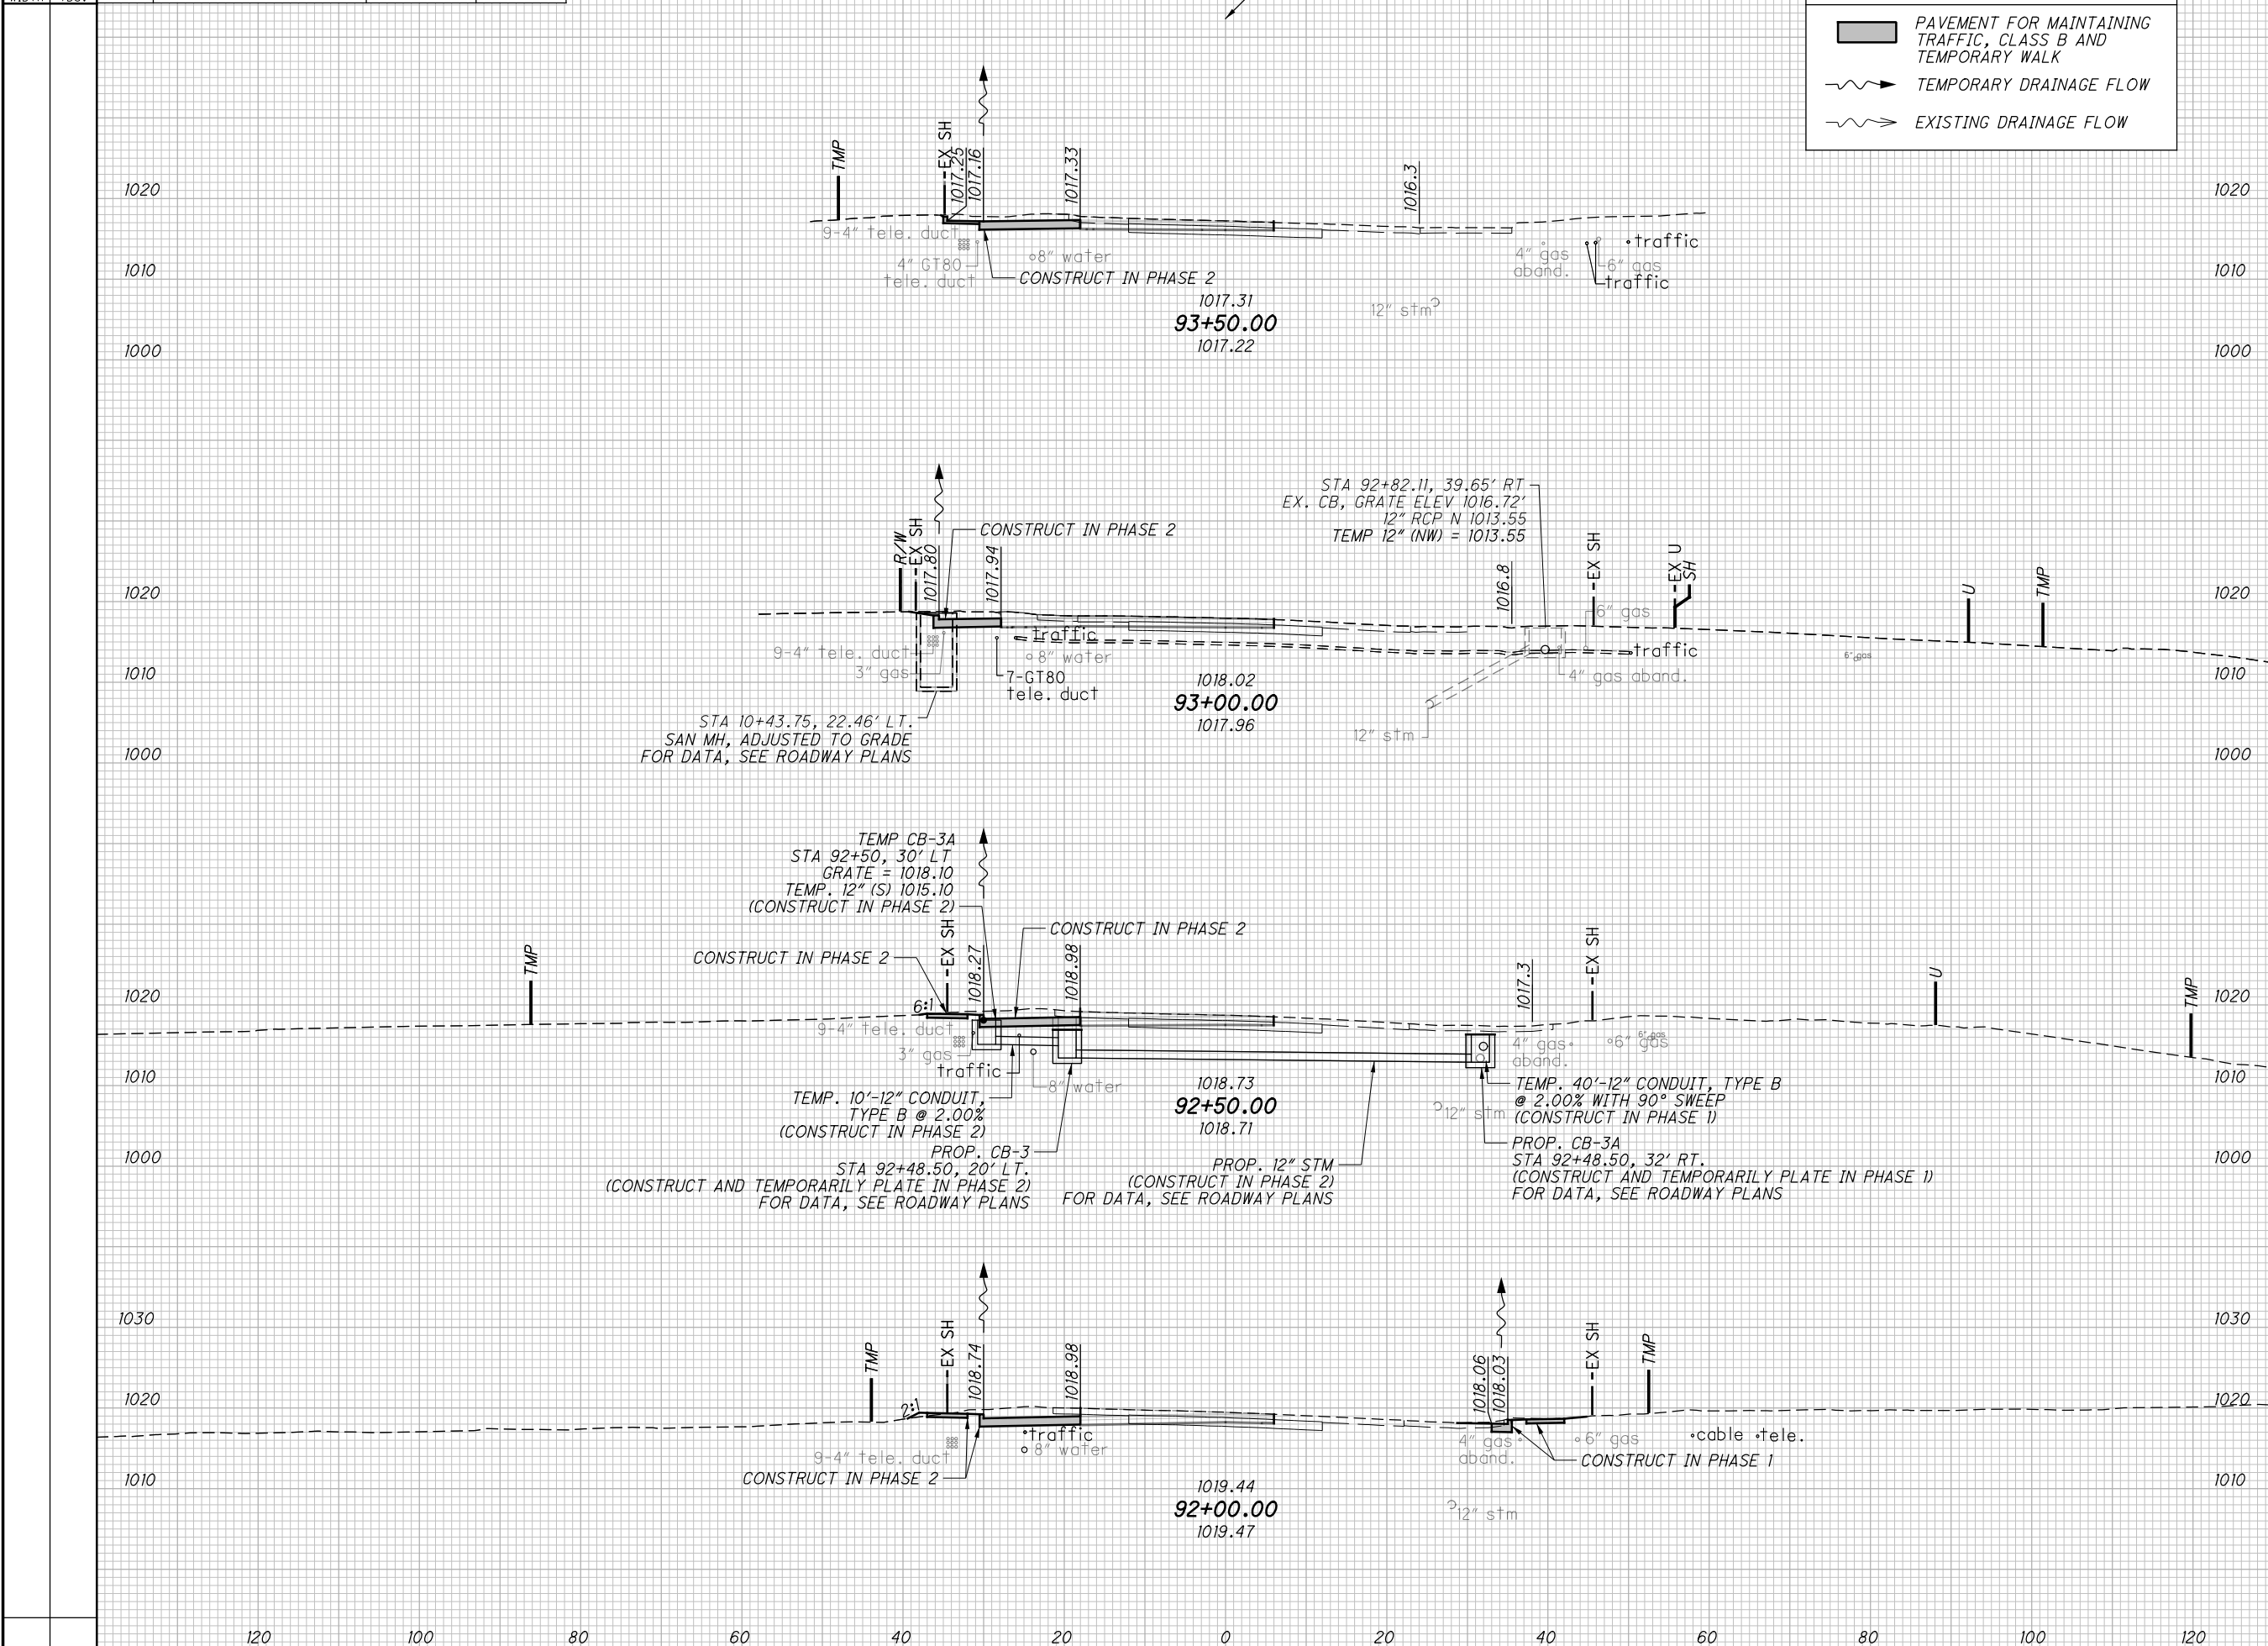 PAVEMENT FOR MAINTAINING
TRAFFIC, CLASS B AND
TEMPORARY WALK
TEMPORARY DRAINAGE FLOW
EXISTING DRAINAGE FLOW
TMP
EX SH
1017.25
1017.16
1017.33
1016.3
1020
1020
9-4" tele. duct
4" GT80
tele. duct
8" water
CONSTRUCT IN PHASE 2
4" gas
aband.
6" gas
traffic
traffic
1010
1010
12" stm
1017.31
93+50.00
1017.22
1000
1000
R/W
EX SH
1017.80
1017.94
CONSTRUCT IN PHASE 2
STA 92+82.11, 39.65' RT
EX. CB, GRATE ELEV 1016.72'
12" RCP N 1013.55
TEMP 12" (NW) = 1013.55
1016.8
EX SH
EX U
SH
U
TMP
1020
1020
6" gas
traffic
9-4" tele. duct
8" water
traffic
6" gas
3" gas
7-GT80
tele. duct
4" gas aband.
1010
1010
1018.02
93+00.00
1017.96
STA 10+43.75, 22.46' LT.
SAN MH, ADJUSTED TO GRADE
FOR DATA, SEE ROADWAY PLANS
12" stm
1000
1000
TEMP CB-3A
STA 92+50, 30' LT
GRATE = 1018.10
TEMP. 12" (S) 1015.10
(CONSTRUCT IN PHASE 2)
CONSTRUCT IN PHASE 2
CONSTRUCT IN PHASE 2
TMP
EX SH
1018.27
1018.98
1017.3
EX SH
U
TMP
1020
1020
6:1
9-4" tele. duct
3" gas
traffic
8" water
4" gas
aband.
6" gas
6" gas
1010
1010
TEMP. 10'-12" CONDUIT,
TYPE B @ 2.00%
(CONSTRUCT IN PHASE 2)
1018.73
92+50.00
1018.71
12" stm
TEMP. 40'-12" CONDUIT, TYPE B
@ 2.00% WITH 90° SWEEP
(CONSTRUCT IN PHASE 1)
PROP. CB-3
STA 92+48.50, 20' LT.
(CONSTRUCT AND TEMPORARILY PLATE IN PHASE 2)
FOR DATA, SEE ROADWAY PLANS
PROP. 12" STM
(CONSTRUCT IN PHASE 2)
FOR DATA, SEE ROADWAY PLANS
PROP. CB-3A
STA 92+48.50, 32' RT.
(CONSTRUCT AND TEMPORARILY PLATE IN PHASE 1)
FOR DATA, SEE ROADWAY PLANS
1000
1000
1030
1030
TMP
EX SH
1018.74
1018.98
1018.06
1018.03
EX SH
TMP
1020
1020
2:1
traffic
8" water
9-4" tele. duct
4" gas
aband.
6" gas
cable
tele.
CONSTRUCT IN PHASE 2
CONSTRUCT IN PHASE 1
1010
1010
1019.44
92+00.00
1019.47
12" stm
120
100
80
60
40
20
0
20
40
60
80
100
120